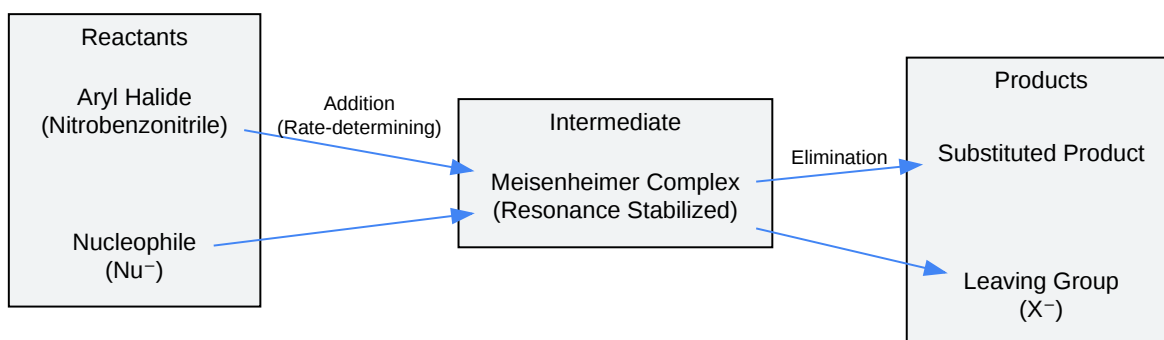 Reactants
Aryl Halide
(Nitrobenzonitrile)
Nucleophile
(Nu⁻)
Addition
(Rate-determining)
Intermediate
Meisenheimer Complex
(Resonance Stabilized)
Elimination
Products
Substituted Product
Leaving Group
(X⁻)